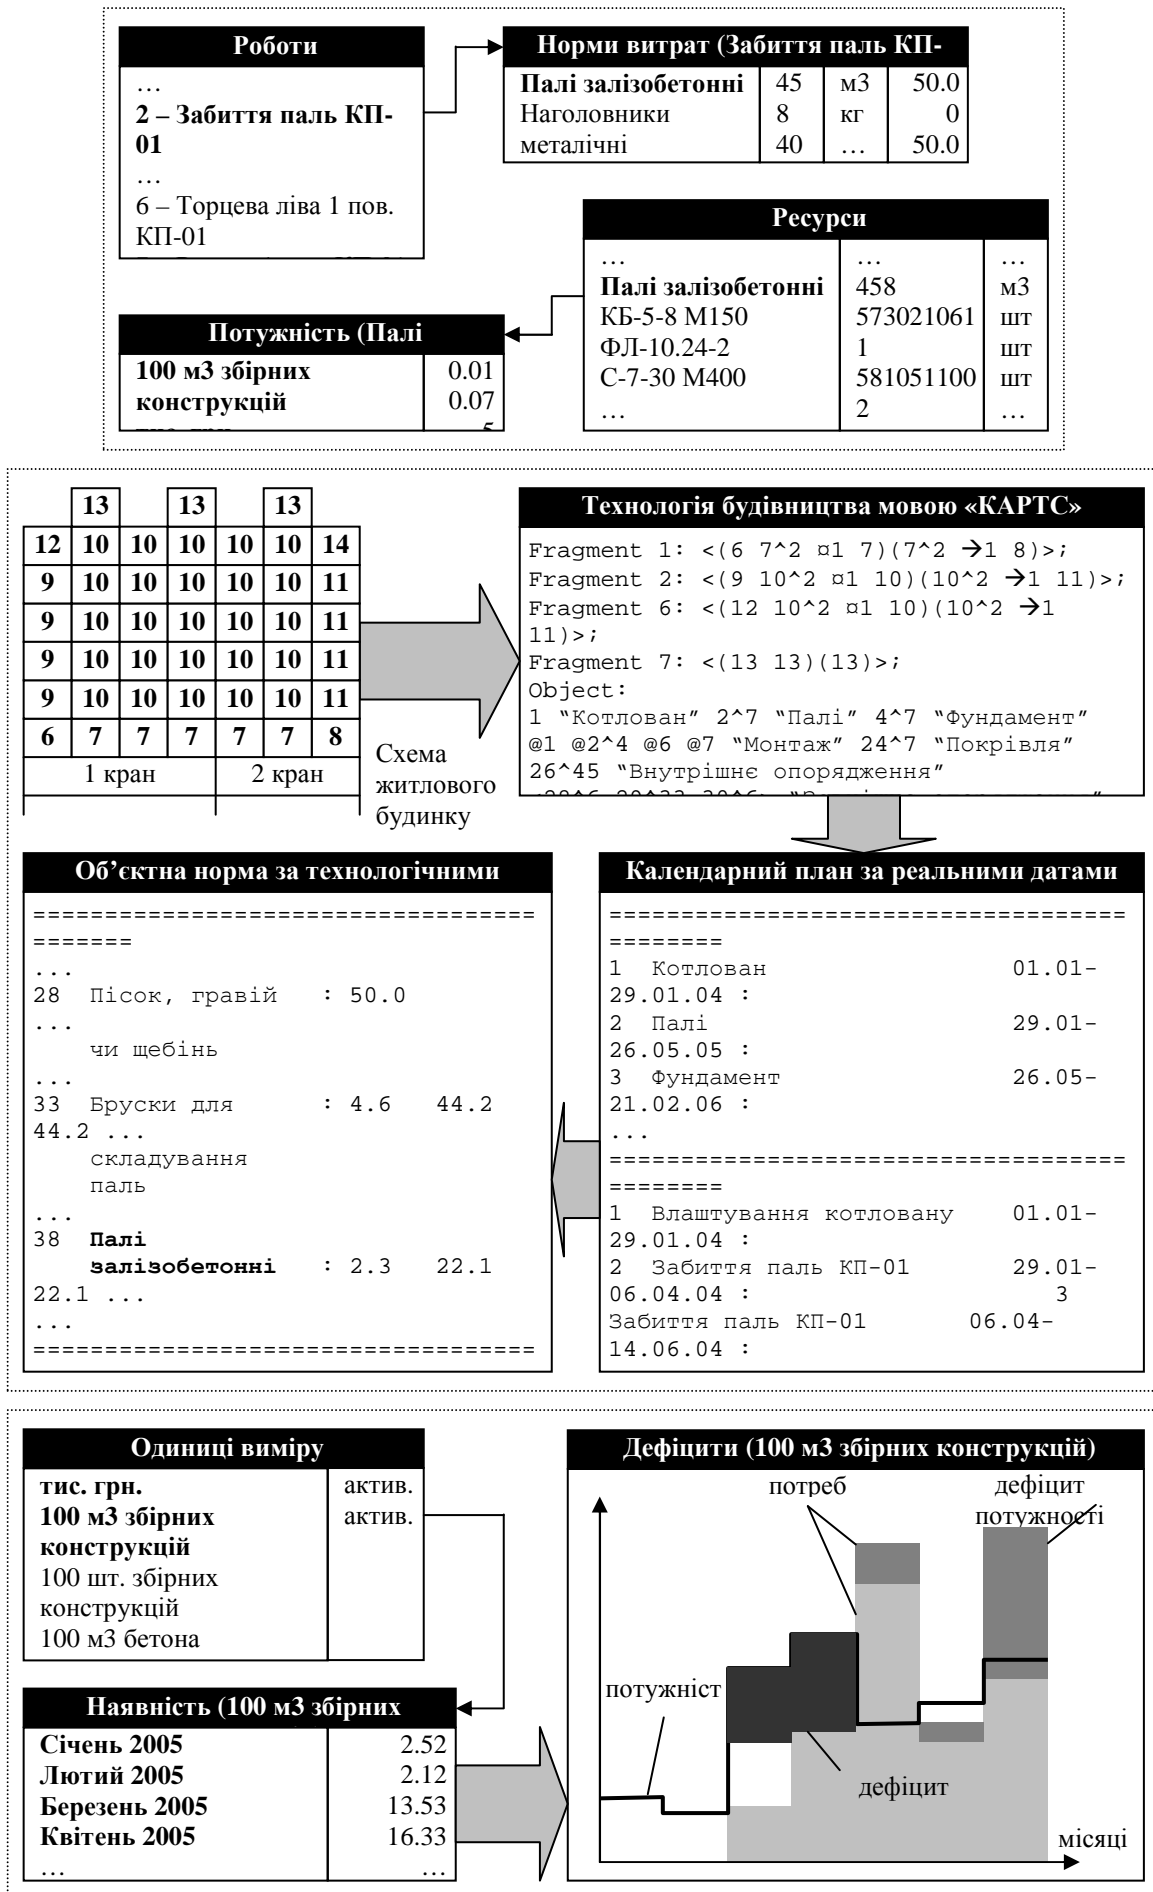 Роботи
…
2 – Забиття паль КП-
01
…
6 – Торцева ліва 1 пов.
КП-01
Норми витрат (Забиття паль КП-
Палі залізобетонні 45 м3 50.0
Наголовники 8 кг 0
металічні 40 … 50.0
Ресурси
… … …
Палі залізобетонні 458 м3
КБ-5-8 М150 573021061 шт
ФЛ-10.24-2 1 шт
С-7-30 М400 581051100 шт
… 2 …
Потужність (Палі
100 м3 збірних 0.01
конструкцій 0.07
13 13 13
12 10 10 10 10 10 14
9 10 10 10 10 10 11
9 10 10 10 10 10 11
9 10 10 10 10 10 11
9 10 10 10 10 10 11
6 7 7 7 7 7 8
1 кран 2 кран
Схема
житлового
будинку
Технологія будівництва мовою «КАРТС»
Fragment 1: <(6 7^2 ¤1 7)(7^2 →1 8)>;
Fragment 2: <(9 10^2 ¤1 10)(10^2 →1 11)>;
Fragment 6: <(12 10^2 ¤1 10)(10^2 →1
11)>;
Fragment 7: <(13 13)(13)>;
Object:
1 “Котлован” 2^7 “Палі” 4^7 “Фундамент”
@1 @2^4 @6 @7 “Монтаж” 24^7 “Покрівля”
26^45 “Внутрішнє опорядження”
Об’єктна норма за технологічними
===================================
=======
...
28 Пісок, гравій : 50.0
...
чи щебінь
...
33 Бруски для : 4.6 44.2
44.2 ...
складування
паль
...
38 Палі
залізобетонні : 2.3 22.1
22.1 ...
...
===================================
Календарний план за реальними датами
====================================
========
1 Котлован 01.01-
29.01.04 :
2 Палі 29.01-
26.05.05 :
3 Фундамент 26.05-
21.02.06 :
...
====================================
========
1 Влаштування котловану 01.01-
29.01.04 :
2 Забиття паль КП-01 29.01-
06.04.04 : 3
Забиття паль КП-01 06.04-
14.06.04 :
Одиниці виміру
тис. грн. актив.
100 м3 збірних актив.
конструкцій
100 шт. збірних
конструкцій
100 м3 бетона
Наявність (100 м3 збірних
Січень 2005 2.52
Лютий 2005 2.12
Березень 2005 13.53
Квітень 2005 16.33
… …
Дефіцити (100 м3 збірних конструкцій)
потреб
дефіцит
потужності
потужніст
дефіцит
місяці